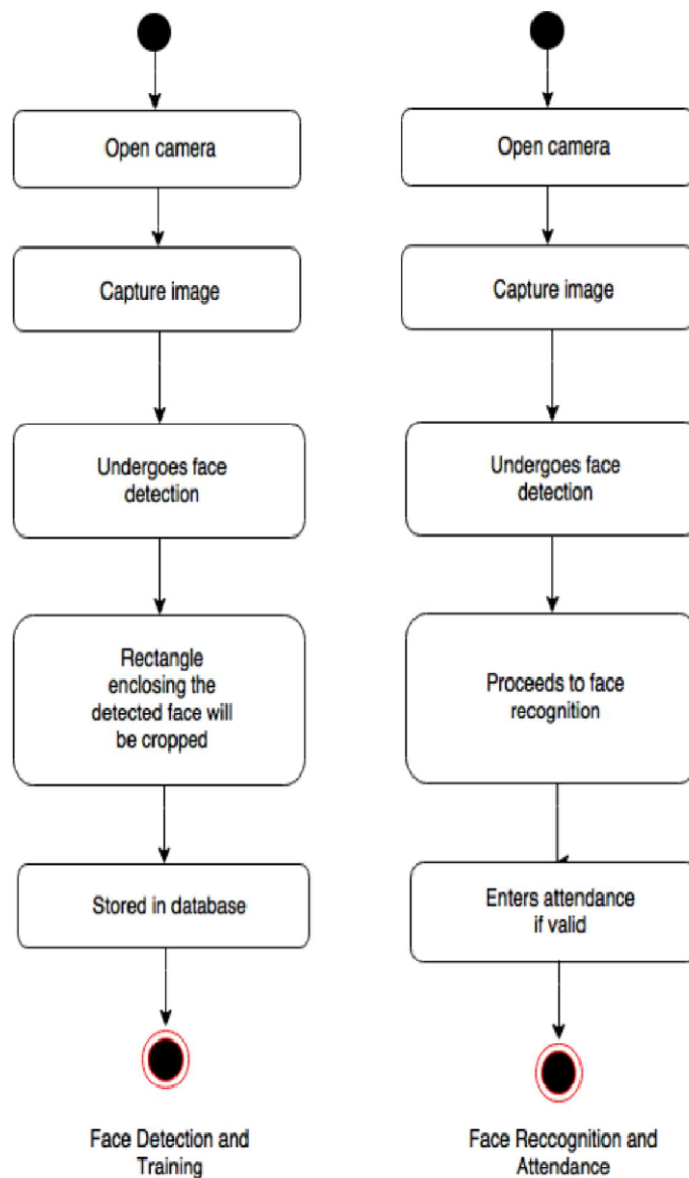 Open camera
Capture image
Undergoes face
detection
Rectangle
enclosing the
detected face will
be cropped
Stored in database
Face Detection and
Training
Open camera
Capture image
Undergoes face
detection
Proceeds to face
recognition
Enters attendance
if valid
Face Reccognition and
Attendance